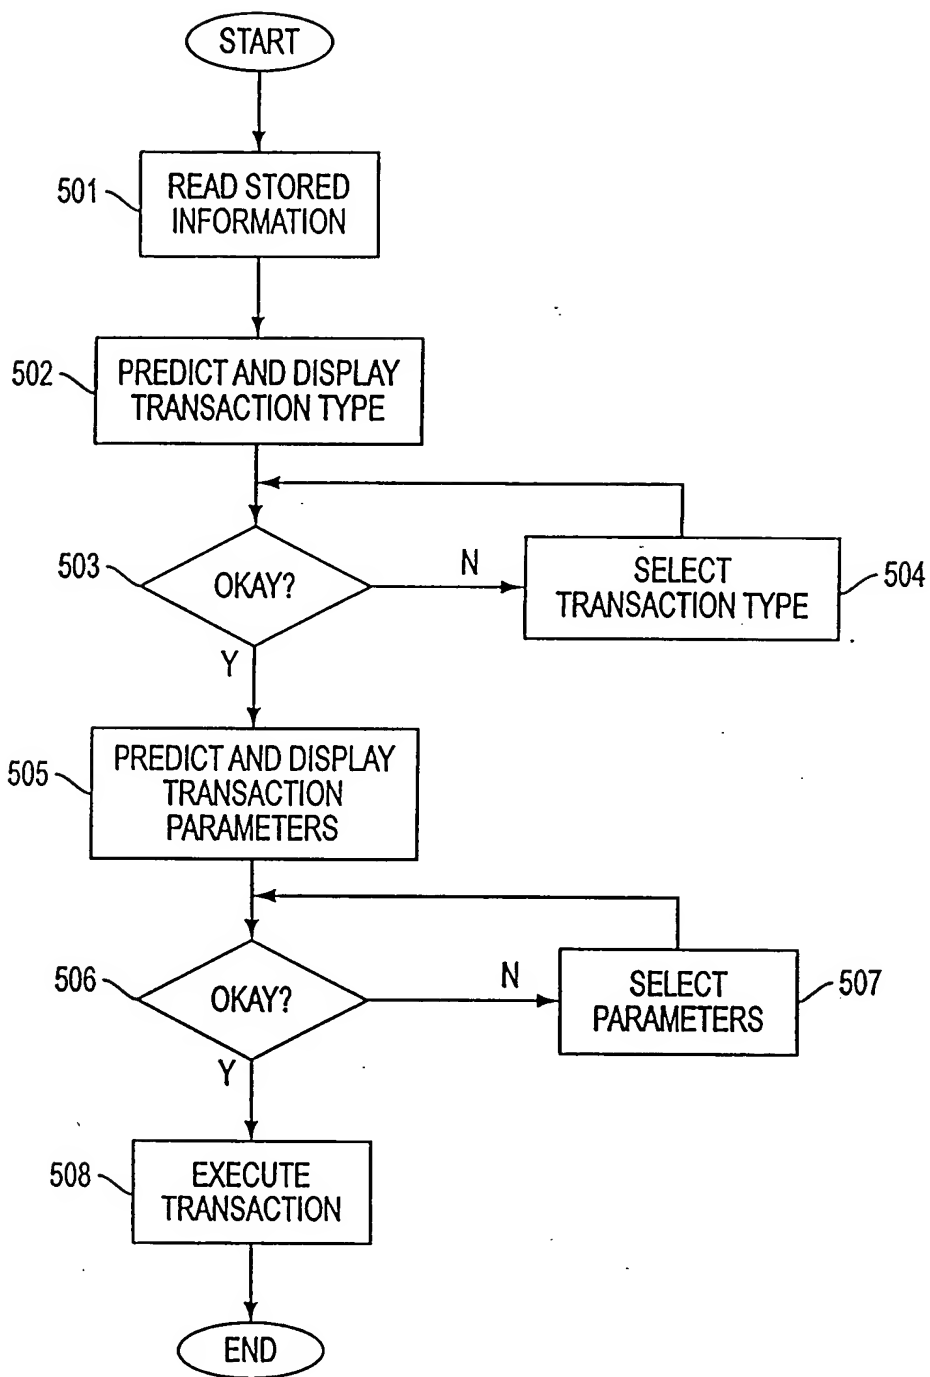 START
501
READ STORED
INFORMATION
502
PREDICT AND DISPLAY
TRANSACTION TYPE
503
OKAY?
N
SELECT
TRANSACTION TYPE
504
Y
505
PREDICT AND DISPLAY
TRANSACTION
PARAMETERS
506
OKAY?
N
SELECT
PARAMETERS
507
Y
508
EXECUTE
TRANSACTION
END